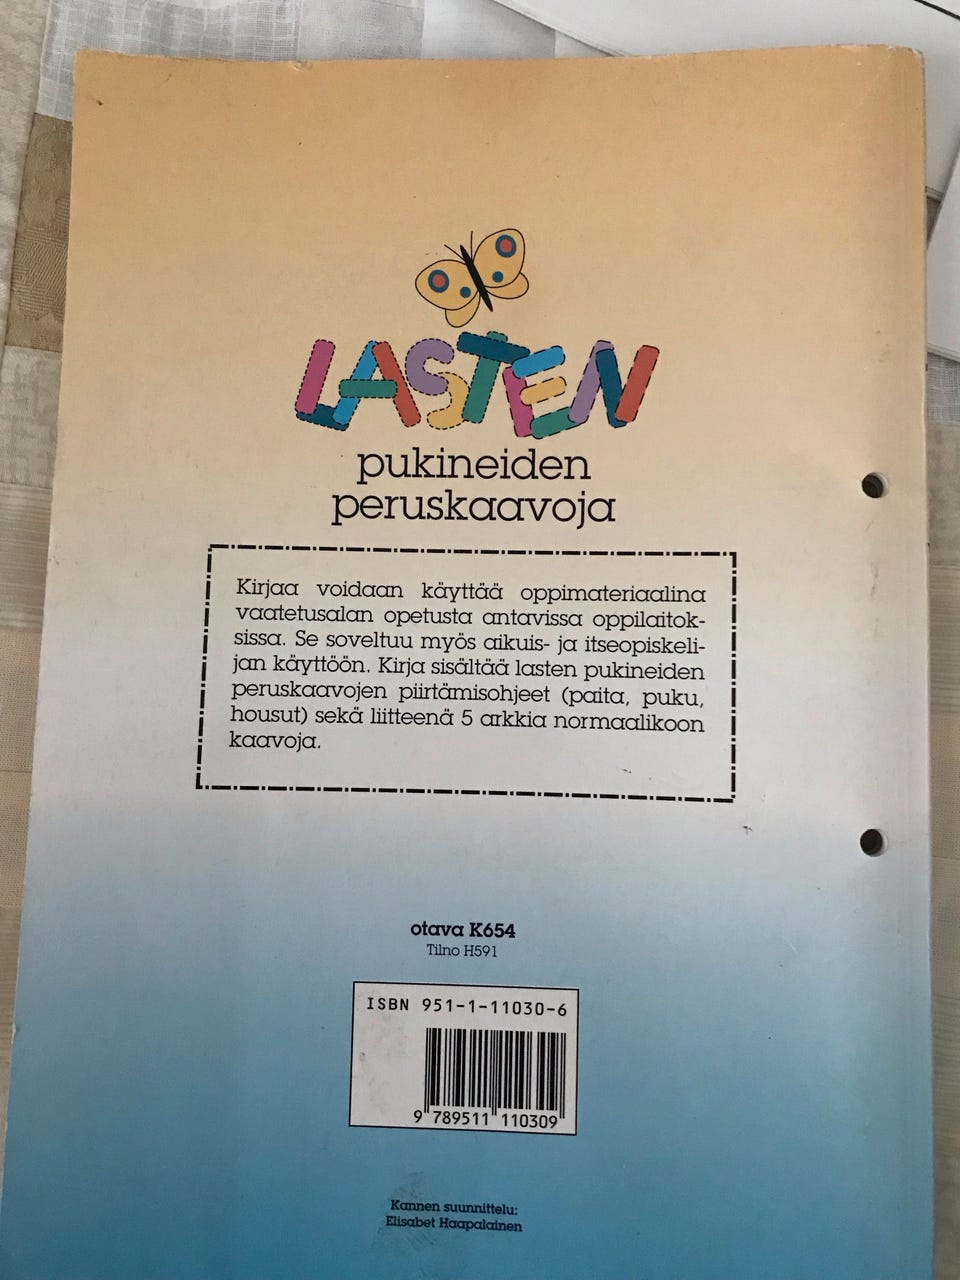 LASTEN
pukineiden
peruskaavoja
Kirjaa voidaan käyttää oppimateriaalina
vaatetusalan opetusta antavissa oppilaitok-
sissa. Se soveltuu myös aikuis- ja itseopiskeli-
jan käyttöön. Kirja sisältää lasten pukineiden
peruskaavojen piirtämisohjeet (paita, puku,
housut) sekä liitteenä 5 arkkia normaalikoon
kaavoja.
otava K654
Tilno H591
ISBN 951-1-11030-6
9 789511 110309
Kannen suunnittelu:
Elisabet Haapalainen